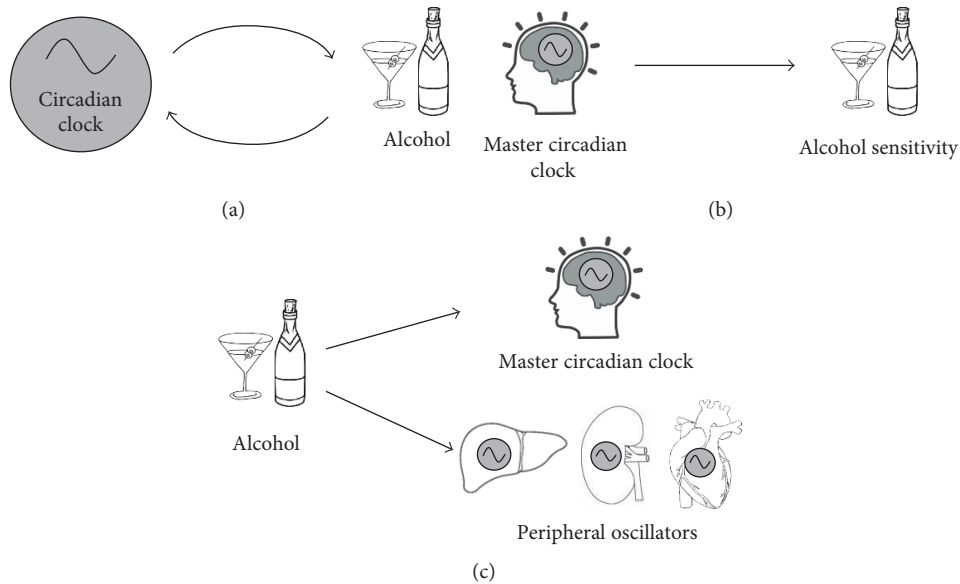 Circadian
clock
Alcohol
(a)
Master circadian
clock
Alcohol sensitivity
(b)
Alcohol
Master circadian clock
Peripheral oscillators
(c)